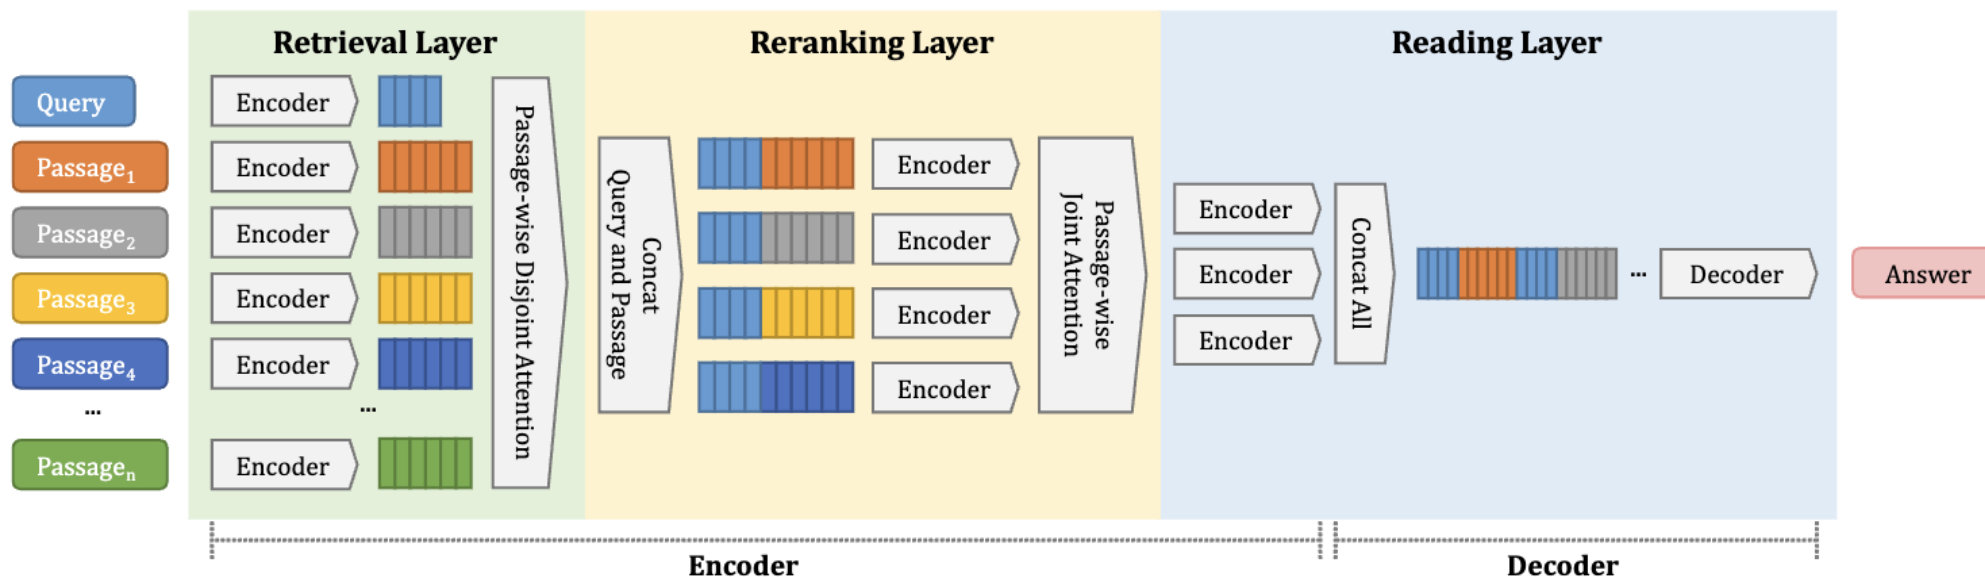 Retrieval Layer
Reranking Layer
Reading Layer
Query
Passage1
Passage2
Passage3
Passage4
...
Passagen
Encoder
Encoder
Encoder
Encoder
Encoder
...
Encoder
Passage-wise Disjoint Attention
Concat
Query and Passage
Encoder
Encoder
Encoder
Encoder
Passage-wise
Joint Attention
Encoder
Encoder
Encoder
Concat All
...
Decoder
Answer
Encoder
Decoder